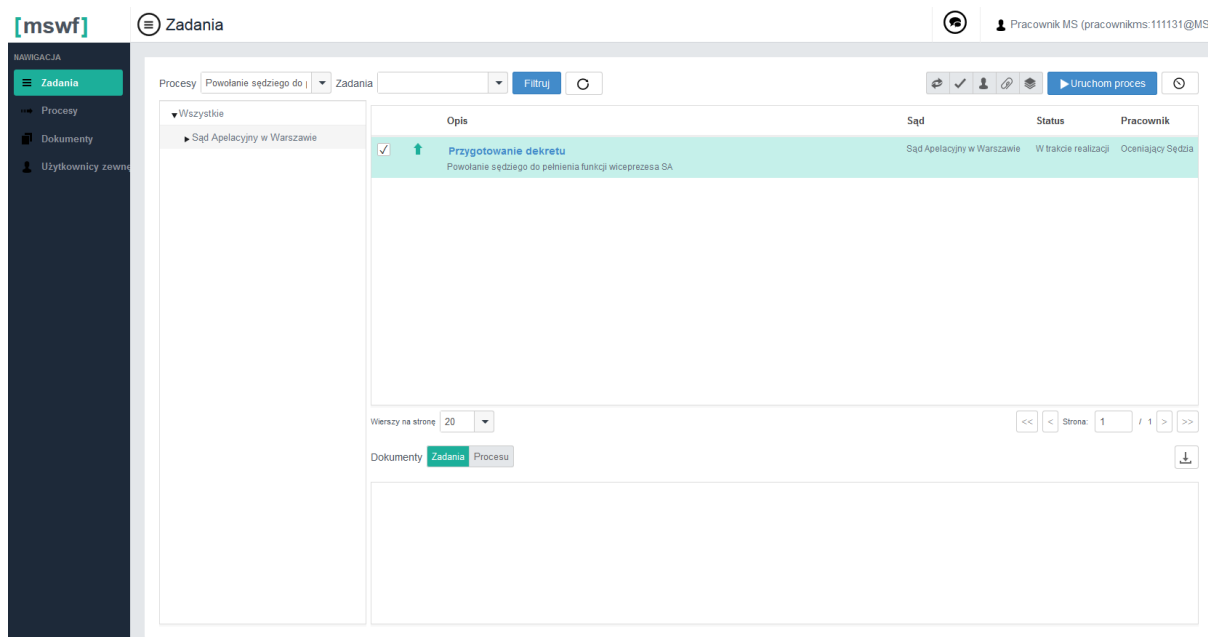 [mswf]
Zadania
Pracownik MS (pracownikms:111131@MS
NAWIGACJA
Zadania
Procesy
Dokumenty
Użytkownicy zewnę
Procesy Powołanie sędziego do p Zadania Filtruj Uruchom proces
Wszystkie
Sąd Apelacyjny w Warszawie
Opis Sąd Status Pracownik
Przygotowanie dekretu Sąd Apelacyjny w Warszawie W trakcie realizacji Oceniający Sędzia
Powołanie sędziego do pełnienia funkcji wiceprezesa SA
Wierszy na stronę 20 << < Strona: 1 / 1 > >>
Dokumenty Zadania Procesu